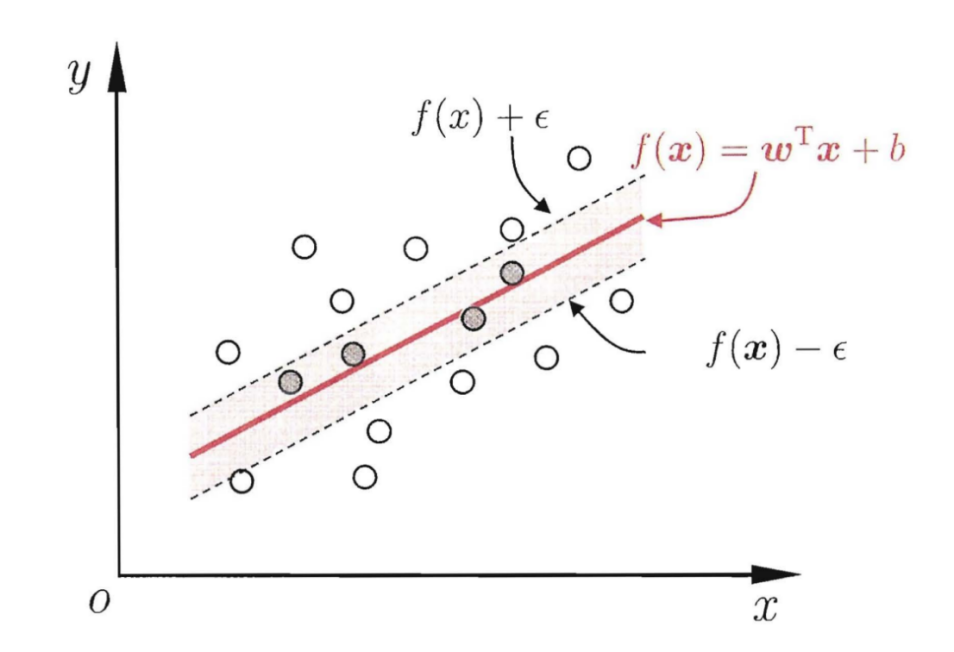 y
f(x) + ϵ
f(𝒙) = 𝒘ᵀ𝒙 + b
f(𝒙) − ϵ
O
x